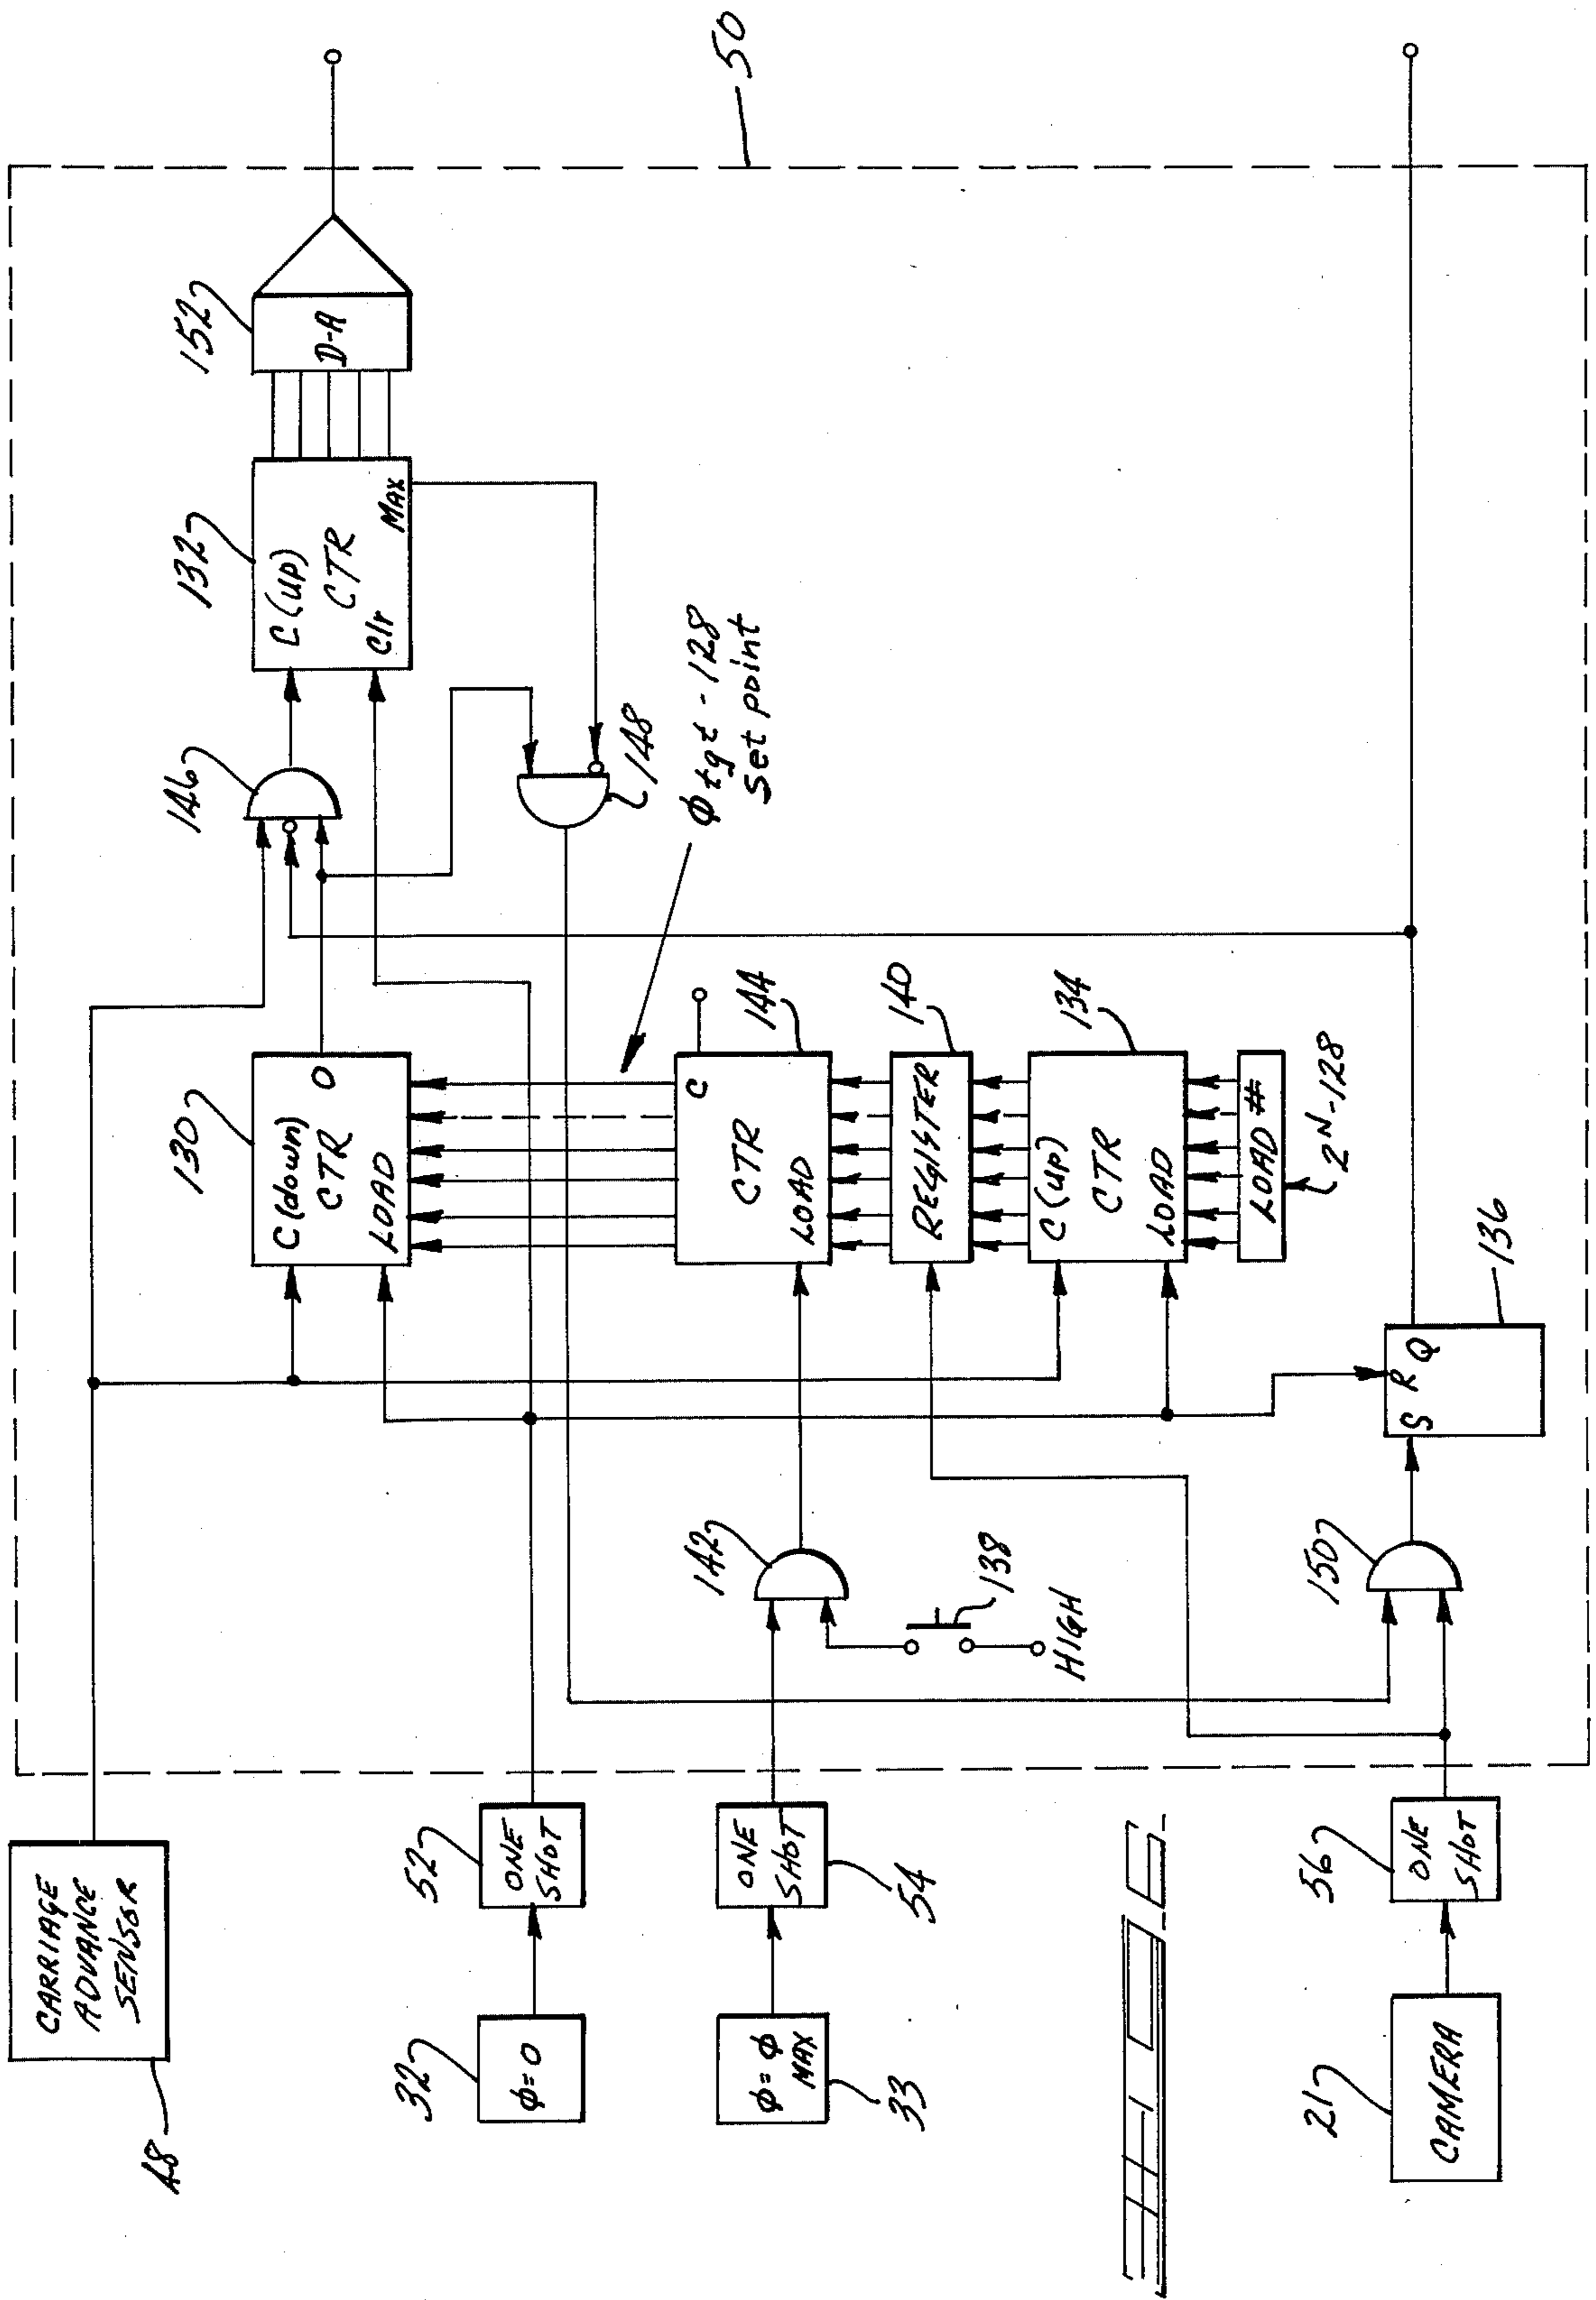 50
152
D-A
132
C(up)
CTR
Clr
MAX
146
148
Φtgt-128
Set point
130
C(down)
CTR
LOAD
0
144
C
CTR
LOAD
140
REGISTER
134
C(up)
CTR
LOAD
LOAD #
2N-128
136
S R Q
142
138
HIGH
150
CARRIAGE
ADVANCE
SENSOR
48
52
ONE
SHOT
32
Φ=0
54
ONE
SHOT
33
Φ=Φ
MAX
56
ONE
SHOT
21
CAMERA